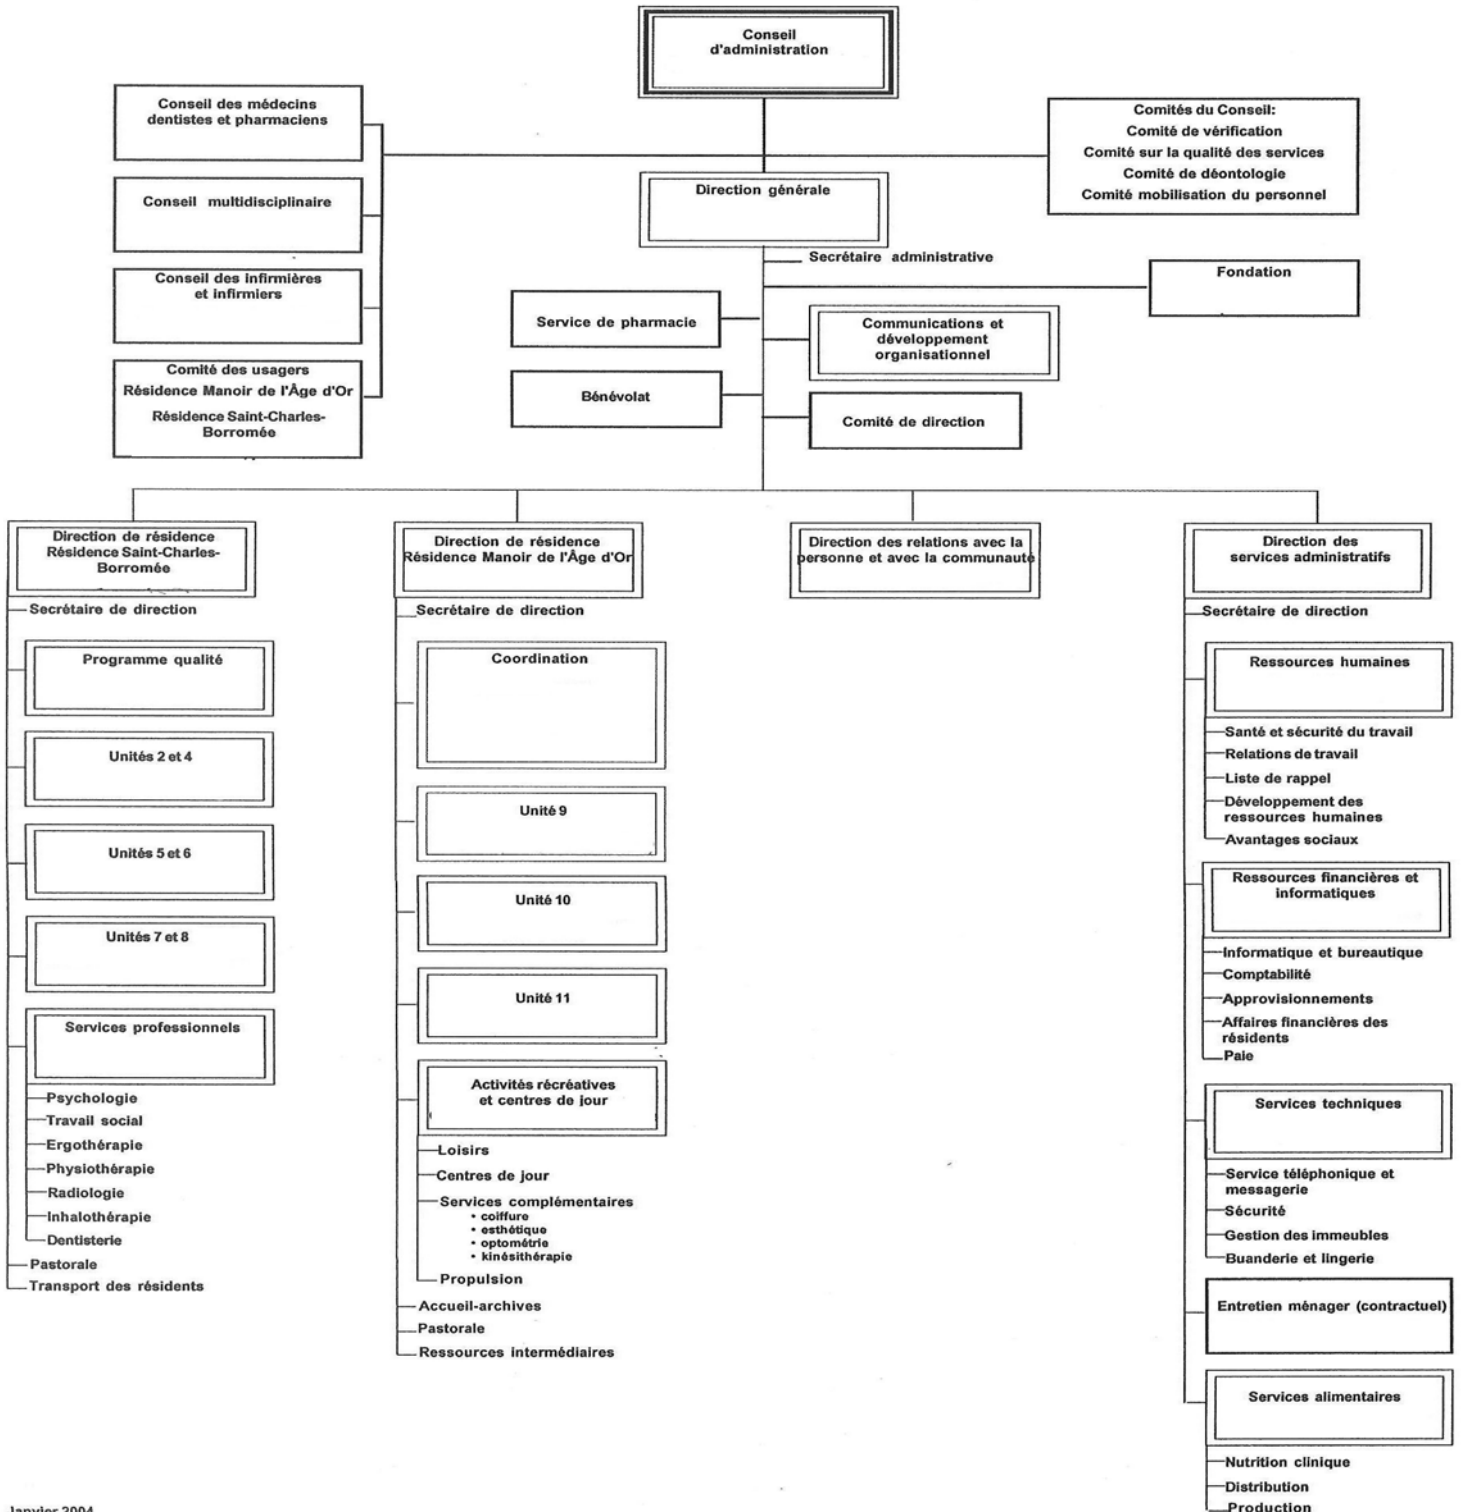 Conseil
d'administration
Conseil des médecins
dentistes et pharmaciens
Comités du Conseil:
Comité de vérification
Comité sur la qualité des services
Comité de déontologie
Comité mobilisation du personnel
Conseil multidisciplinaire
Direction générale
Secrétaire administrative
Conseil des infirmières
et infirmiers
Fondation
Service de pharmacie
Communications et
développement
organisationnel
Comité des usagers
Résidence Manoir de l'Âge d'Or
Résidence Saint-Charles-
Borromée
Bénévolat
Comité de direction
Direction de résidence
Résidence Saint-Charles-
Borromée
Secrétaire de direction
Programme qualité
Unités 2 et 4
Unités 5 et 6
Unités 7 et 8
Services professionnels
Psychologie
Travail social
Ergothérapie
Physiothérapie
Radiologie
Inhalothérapie
Dentisterie
Pastorale
Transport des résidents
Direction de résidence
Résidence Manoir de l'Âge d'Or
Secrétaire de direction
Coordination
Unité 9
Unité 10
Unité 11
Activités récréatives
et centres de jour
Loisirs
Centres de jour
Services complémentaires
• coiffure
• esthétique
• optométrie
• kinésithérapie
Propulsion
Accueil-archives
Pastorale
Ressources intermédiaires
Direction des relations avec la
personne et avec la communauté
Direction des
services administratifs
Secrétaire de direction
Ressources humaines
Santé et sécurité du travail
Relations de travail
Liste de rappel
Développement des
ressources humaines
Avantages sociaux
Ressources financières et
informatiques
Informatique et bureautique
Comptabilité
Approvisionnements
Affaires financières des
résidents
Paie
Services techniques
Service téléphonique et
messagerie
Sécurité
Gestion des immeubles
Buanderie et lingerie
Entretien ménager (contractuel)
Services alimentaires
Nutrition clinique
Distribution
Production
Janvier 2004